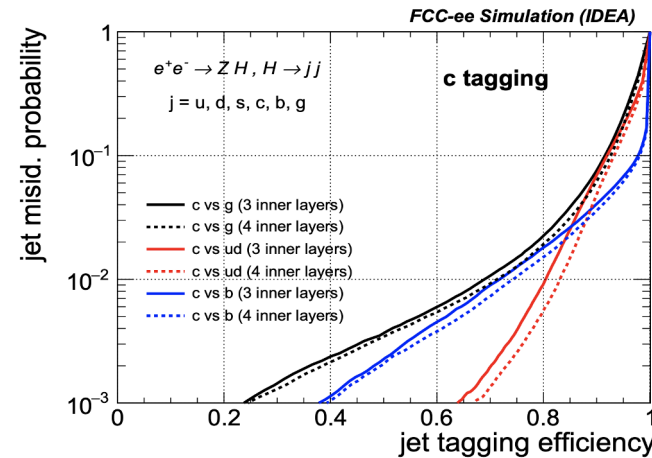 FCC-ee Simulation (IDEA)
jet misid. probability
1
10⁻¹
10⁻²
10⁻³
e⁺e⁻ → Z H , H → j j
j = u, d, s, c, b, g
c tagging
c vs g (3 inner layers)
c vs g (4 inner layers)
c vs ud (3 inner layers)
c vs ud (4 inner layers)
c vs b (3 inner layers)
c vs b (4 inner layers)
0 0.2 0.4 0.6 0.8 1
jet tagging efficiency